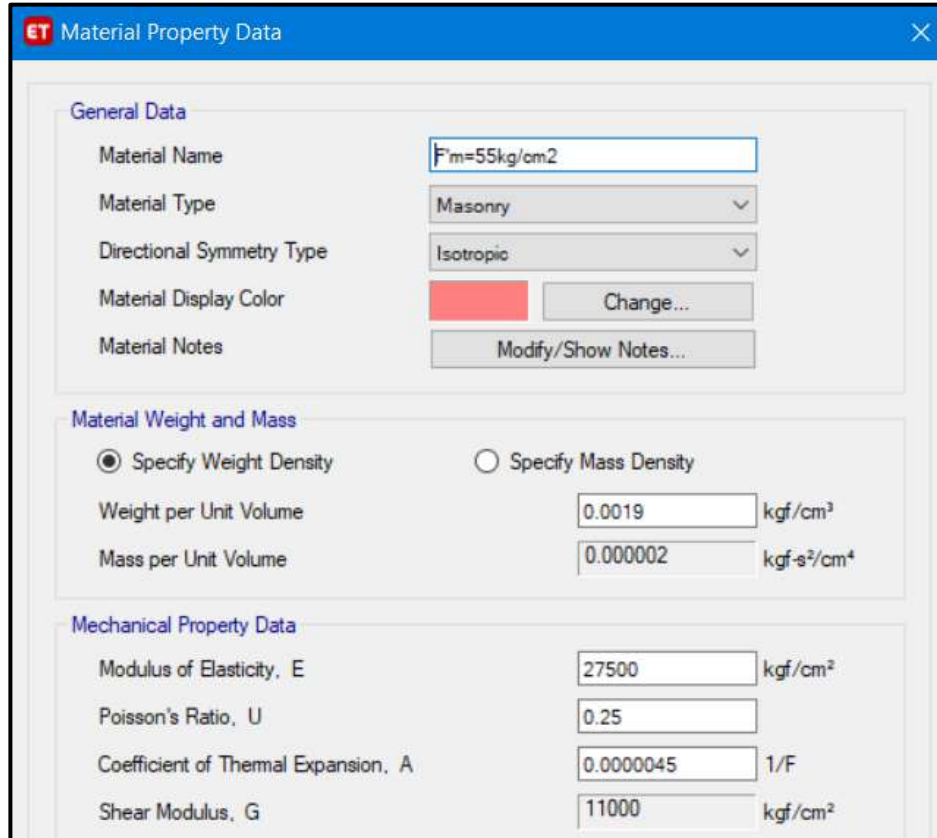 ET Material Property Data
General Data
Material Name F'm=55kg/cm2
Material Type Masonry
Directional Symmetry Type Isotropic
Material Display Color Change...
Material Notes Modify/Show Notes...
Material Weight and Mass
Specify Weight Density Specify Mass Density
Weight per Unit Volume 0.0019 kgf/cm³
Mass per Unit Volume 0.000002 kgf-s²/cm⁴
Mechanical Property Data
Modulus of Elasticity, E 27500 kgf/cm²
Poisson's Ratio, U 0.25
Coefficient of Thermal Expansion, A 0.0000045 1/F
Shear Modulus, G 11000 kgf/cm²